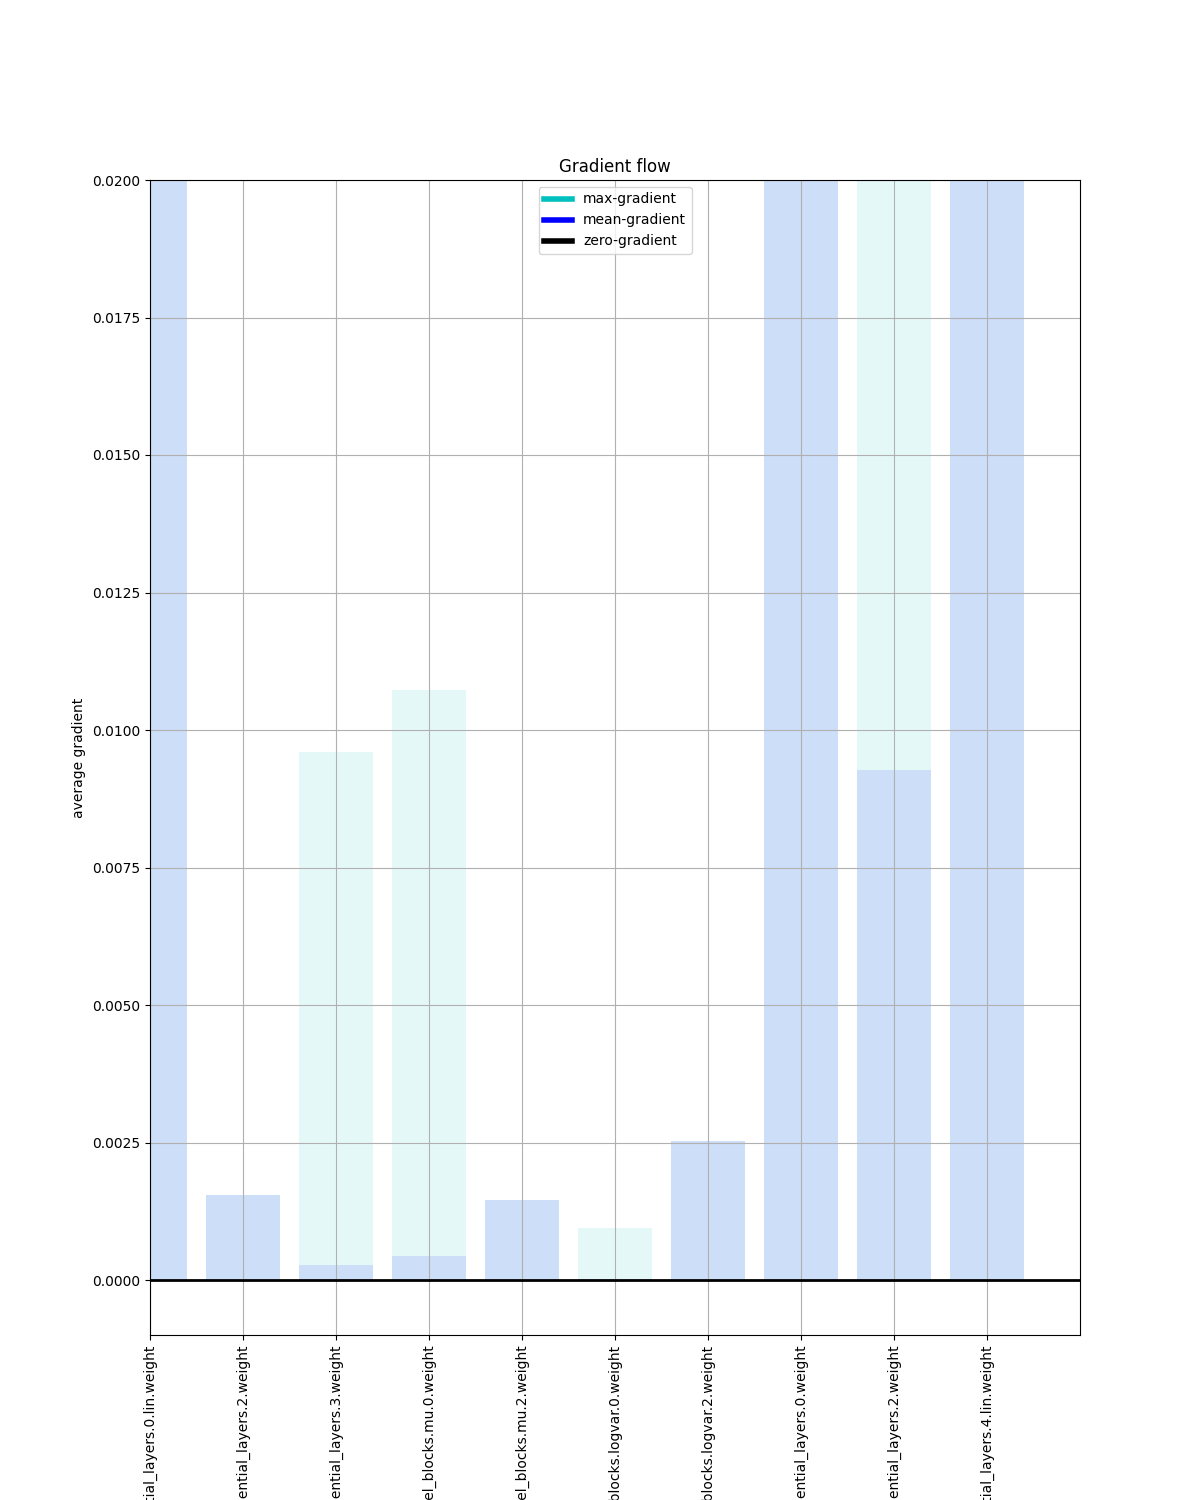 Gradient flow
max-gradient
mean-gradient
zero-gradient
0.0200
0.0175
0.0150
0.0125
0.0100
0.0075
0.0050
0.0025
0.0000
average gradient
tial_layers.0.lin.weight
ential_layers.2.weight
ential_layers.3.weight
el_blocks.mu.0.weight
el_blocks.mu.2.weight
blocks.logvar.0.weight
blocks.logvar.2.weight
ential_layers.0.weight
ential_layers.2.weight
tial_layers.4.lin.weight